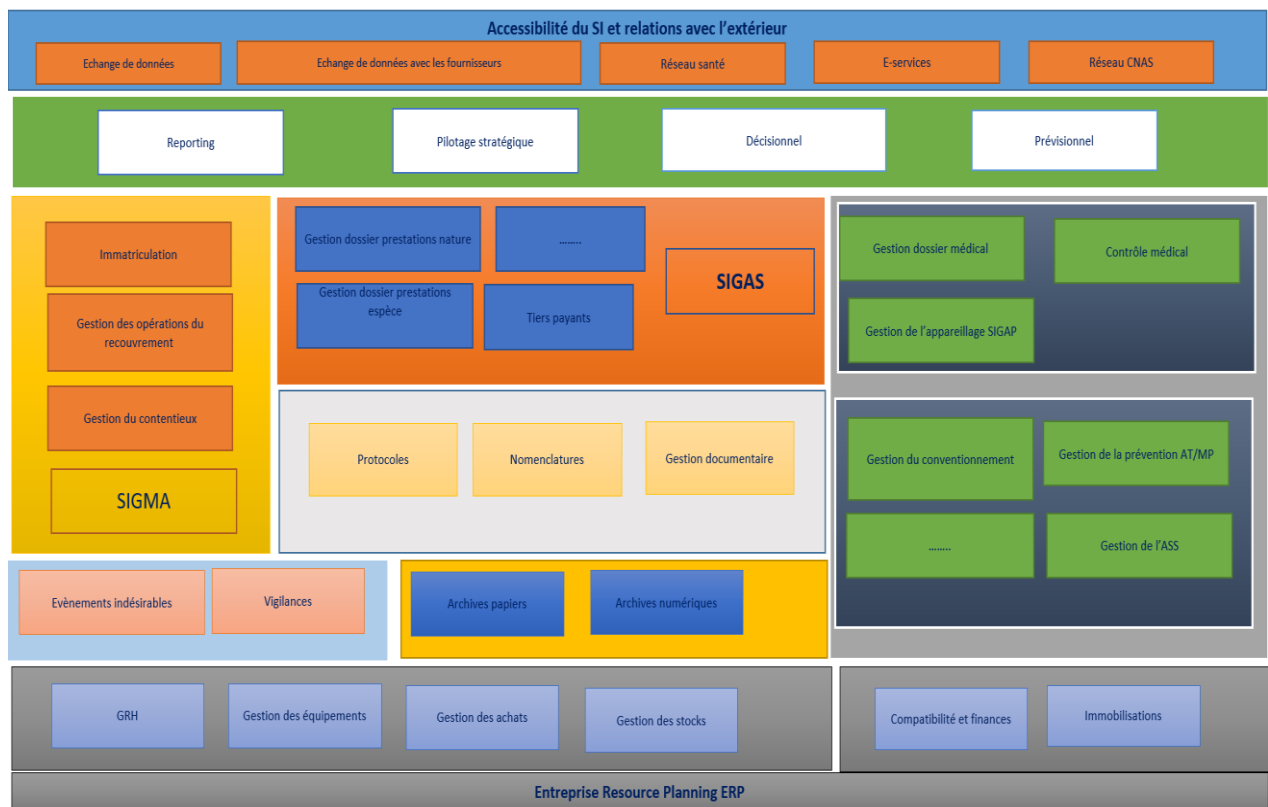 Accessibilité du SI et relations avec l’extérieur
Echange de données
Echange de données avec les fournisseurs
Réseau santé
E-services
Réseau CNAS
Reporting
Pilotage stratégique
Décisionnel
Prévisionnel
Immatriculation
Gestion des opérations du
recouvrement
Gestion du contentieux
SIGMA
Gestion dossier prestations nature
........
Gestion dossier prestations
espèce
Tiers payants
SIGAS
Gestion dossier médical
Contrôle médical
Gestion de l’appareillage SIGAP
Protocoles
Nomenclatures
Gestion documentaire
Gestion du conventionnement
Gestion de la prévention AT/MP
........
Gestion de l’ASS
Evènements indésirables
Vigilances
Archives papiers
Archives numériques
GRH
Gestion des équipements
Gestion des achats
Gestion des stocks
Compatibilité et finances
Immobilisations
Entreprise Resource Planning ERP